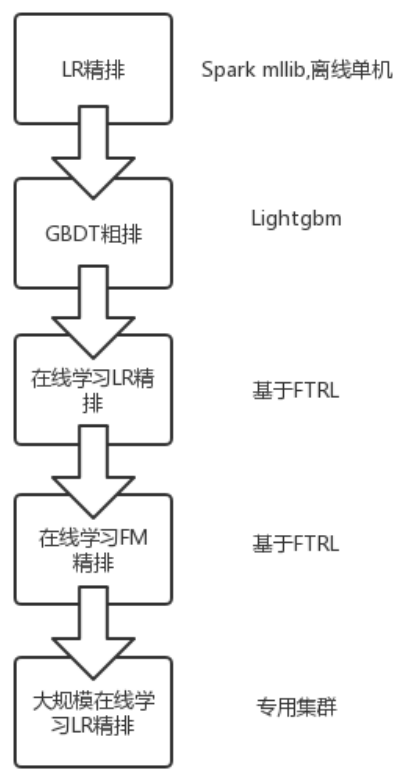 LR精排
Spark mllib,离线单机
GBDT粗排
Lightgbm
在线学习LR精
排
基于FTRL
在线学习FM
精排
基于FTRL
大规模在线学
习LR精排
专用集群